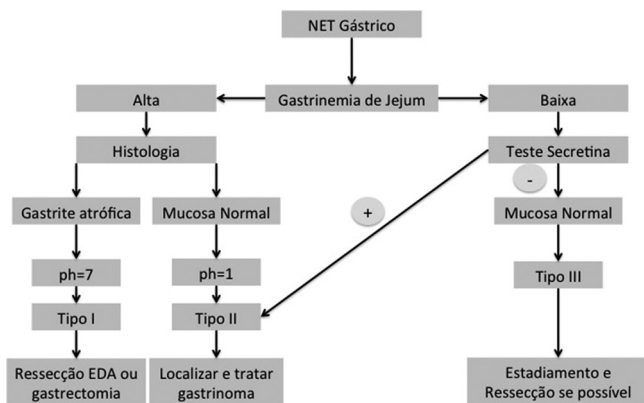 NET Gástrico
Alta
Gastrinemia de Jejum
Baixa
Histologia
Teste Secretina
-
+
Gastrite atrófica
Mucosa Normal
Mucosa Normal
ph=7
ph=1
Tipo III
Tipo I
Tipo II
Ressecção EDA ou
gastrectomia
Localizar e tratar
gastrinoma
Estadiamento e
Ressecção se possível